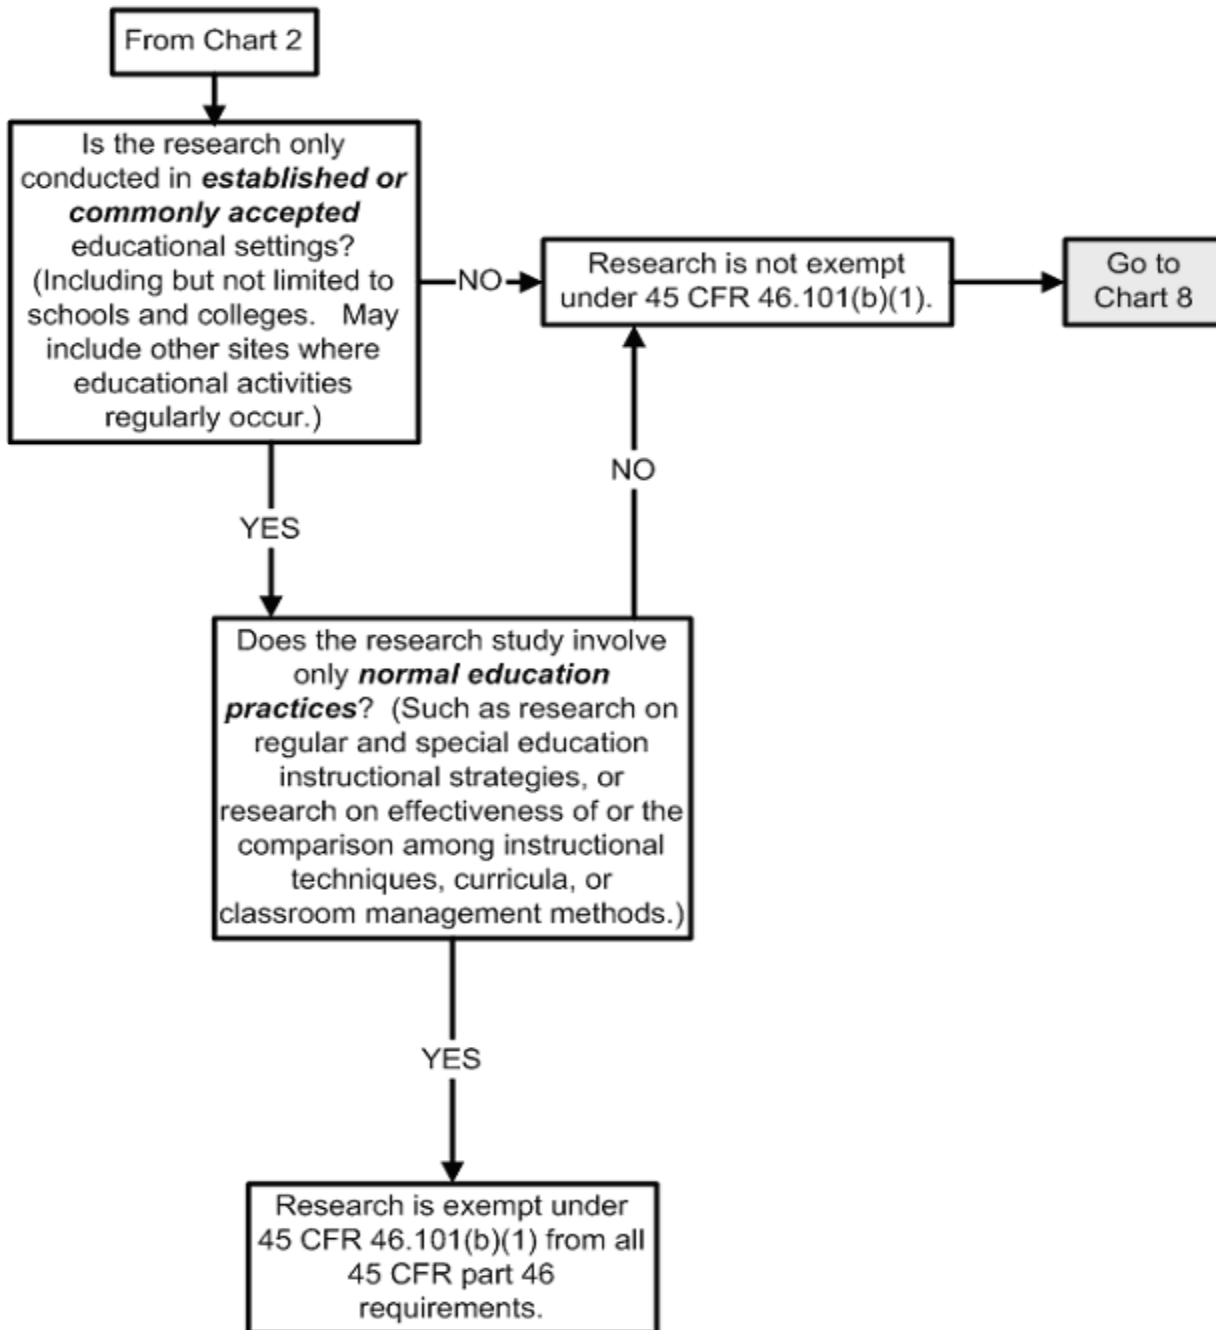 From Chart 2
Is the research only
conducted in established or
commonly accepted
educational settings?
(Including but not limited to
schools and colleges. May
include other sites where
educational activities
regularly occur.)
NO
Research is not exempt
under 45 CFR 46.101(b)(1).
Go to
Chart 8
NO
YES
Does the research study involve
only normal education
practices? (Such as research on
regular and special education
instructional strategies, or
research on effectiveness of or the
comparison among instructional
techniques, curricula, or
classroom management methods.)
YES
Research is exempt under
45 CFR 46.101(b)(1) from all
45 CFR part 46
requirements.